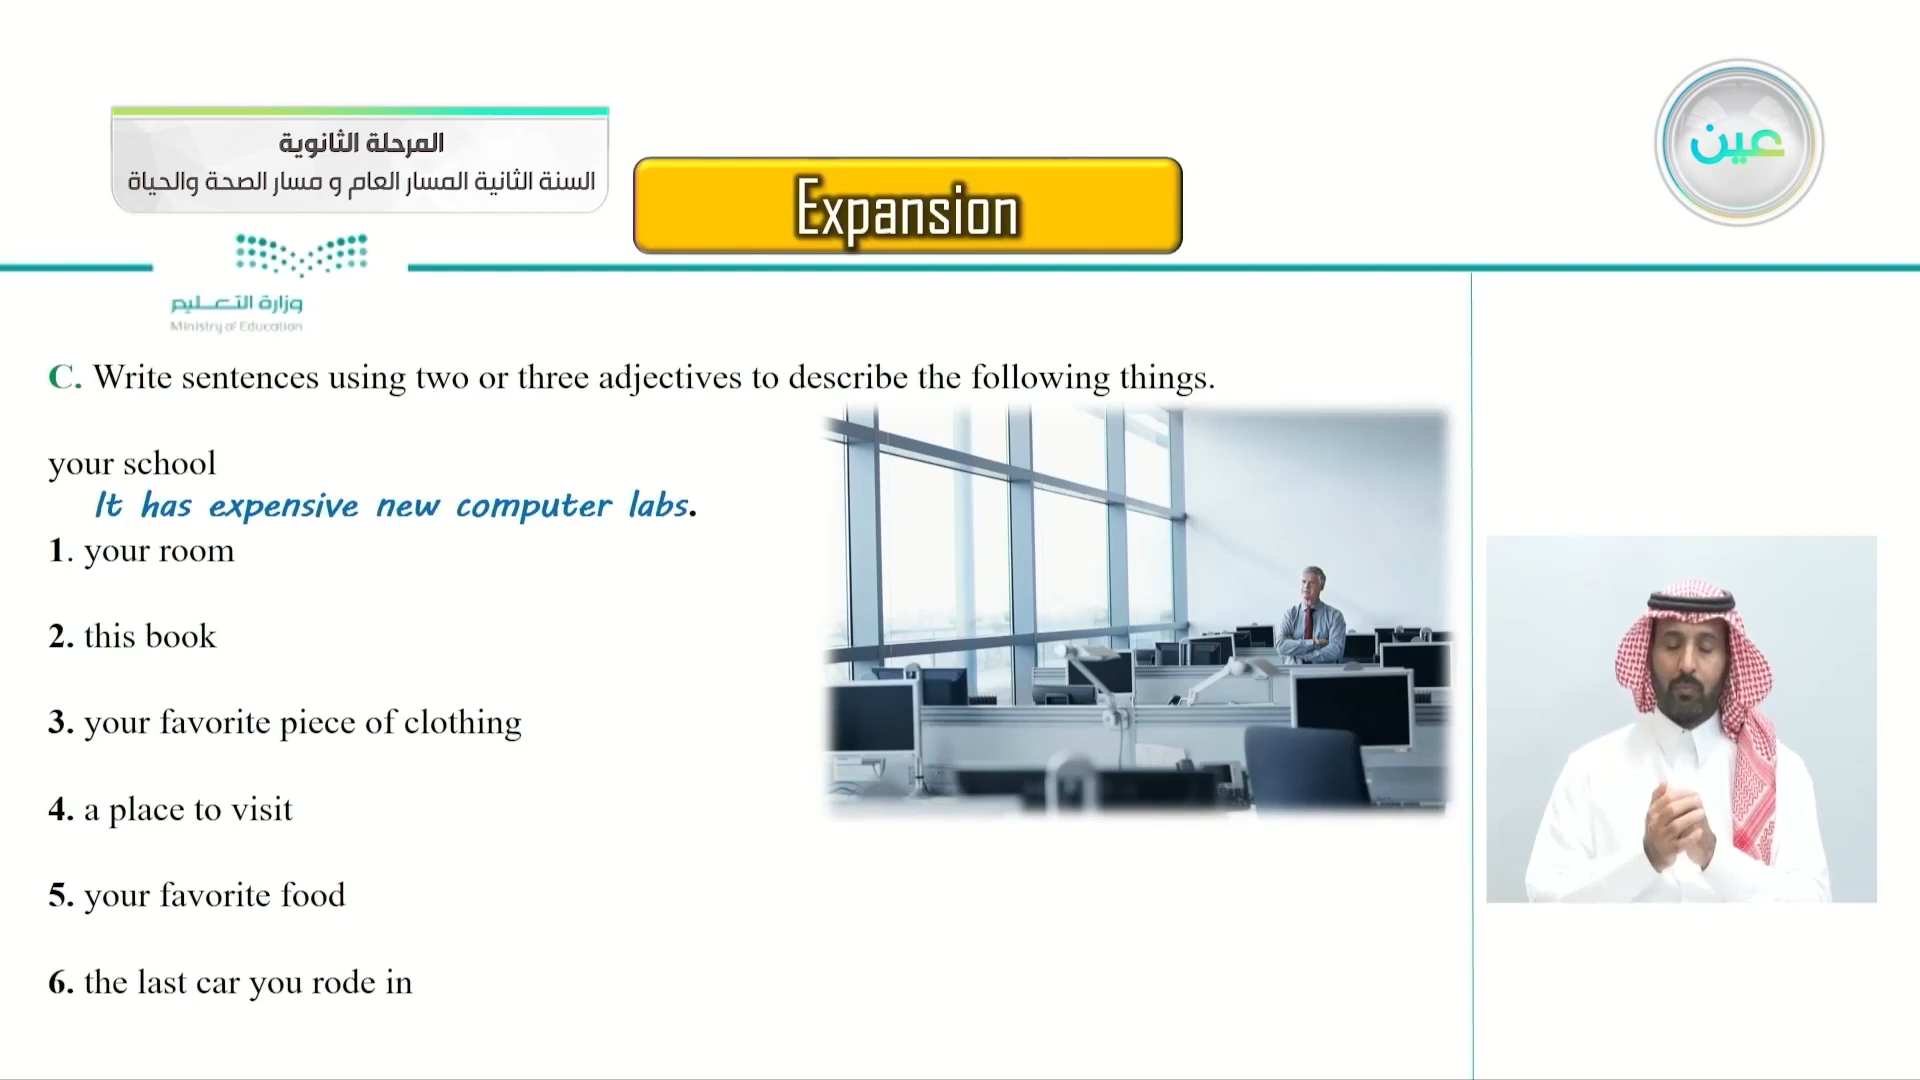 المرحلة الثانوية
السنة الثانية المسار العام و مسار الصحة والحياة
Expansion
عين
وزارة التعليم
Ministry of Education
C. Write sentences using two or three adjectives to describe the following things.
your school
It has expensive new computer labs.
1. your room
2. this book
3. your favorite piece of clothing
4. a place to visit
5. your favorite food
6. the last car you rode in